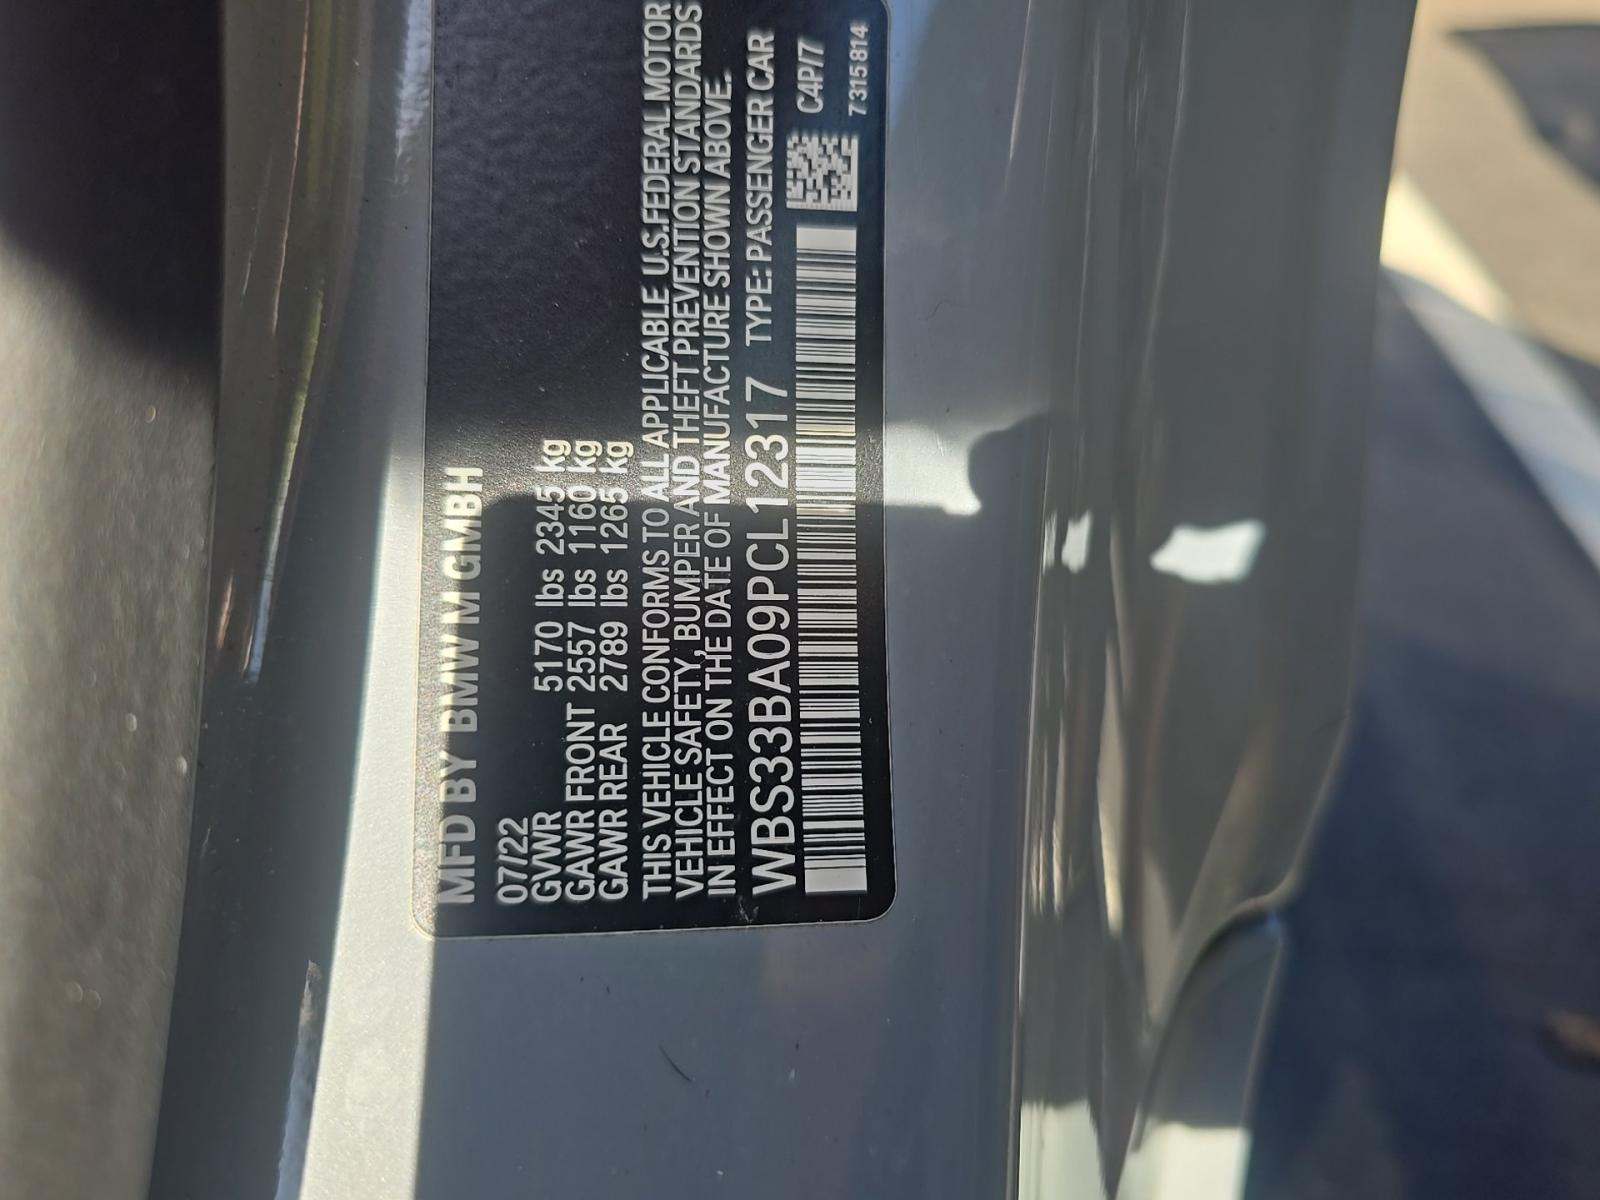 MFD BY BMW M GMBH
07/22
GVWR 5170 lbs 2345 kg
GAWR FRONT 2557 lbs 1160 kg
GAWR REAR 2789 lbs 1265 kg
THIS VEHICLE CONFORMS TO ALL APPLICABLE U.S.FEDERAL MOTOR
VEHICLE SAFETY, BUMPER AND THEFT PREVENTION STANDARDS
IN EFFECT ON THE DATE OF MANUFACTURE SHOWN ABOVE.
WBS33BA09PCL12317 TYPE: PASSENGER CAR
C4P/7
7315814